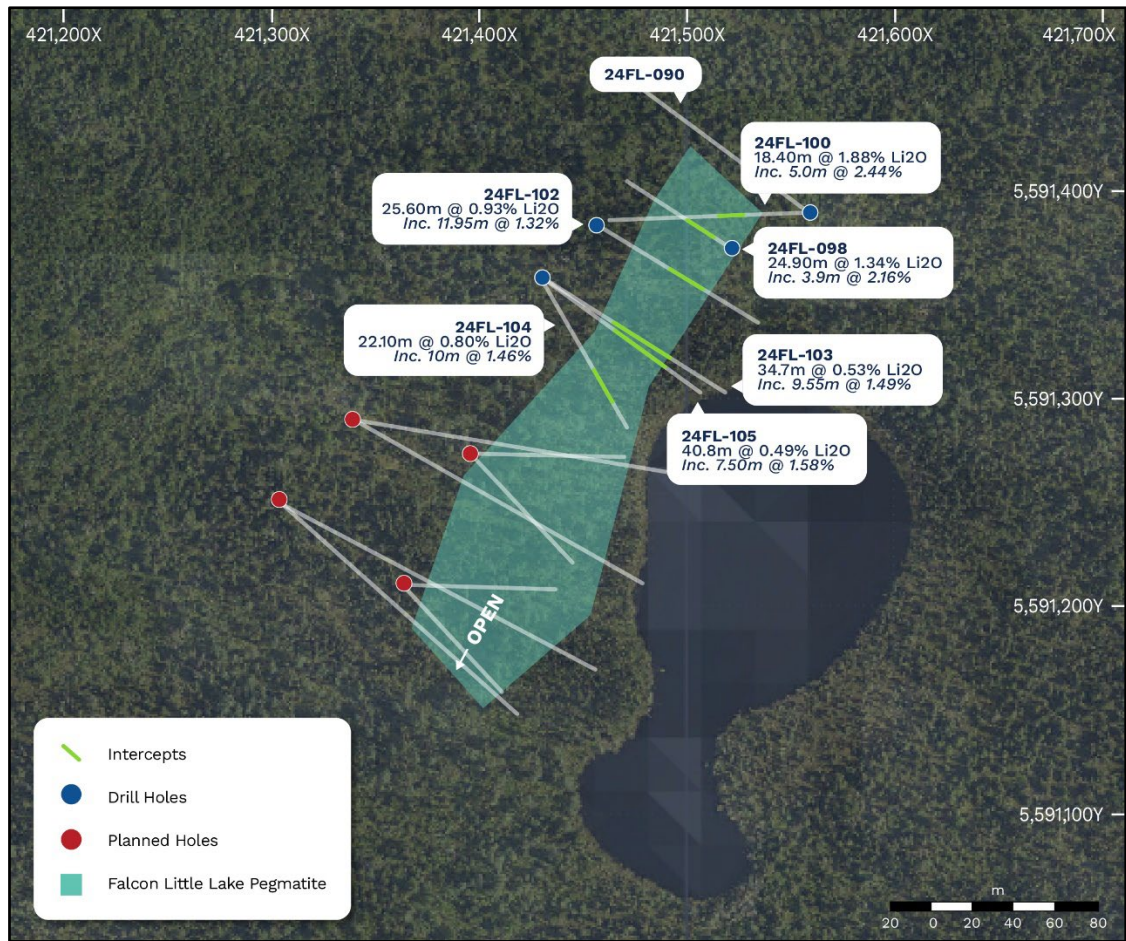 421,200X
421,300X
421,400X
421,500X
421,600X
421,700X
24FL-090
24FL-100
18.40m @ 1.88% Li2O
Inc. 5.0m @ 2.44%
5,591,400Y
24FL-102
25.60m @ 0.93% Li2O
Inc. 11.95m @ 1.32%
24FL-098
24.90m @ 1.34% Li2O
Inc. 3.9m @ 2.16%
24FL-104
22.10m @ 0.80% Li2O
Inc. 10m @ 1.46%
24FL-103
34.7m @ 0.53% Li2O
Inc. 9.55m @ 1.49%
5,591,300Y
24FL-105
40.8m @ 0.49% Li2O
Inc. 7.50m @ 1.58%
5,591,200Y
OPEN
Intercepts
Drill Holes
Planned Holes
Falcon Little Lake Pegmatite
5,591,100Y
m
20 0 20 40 60 80